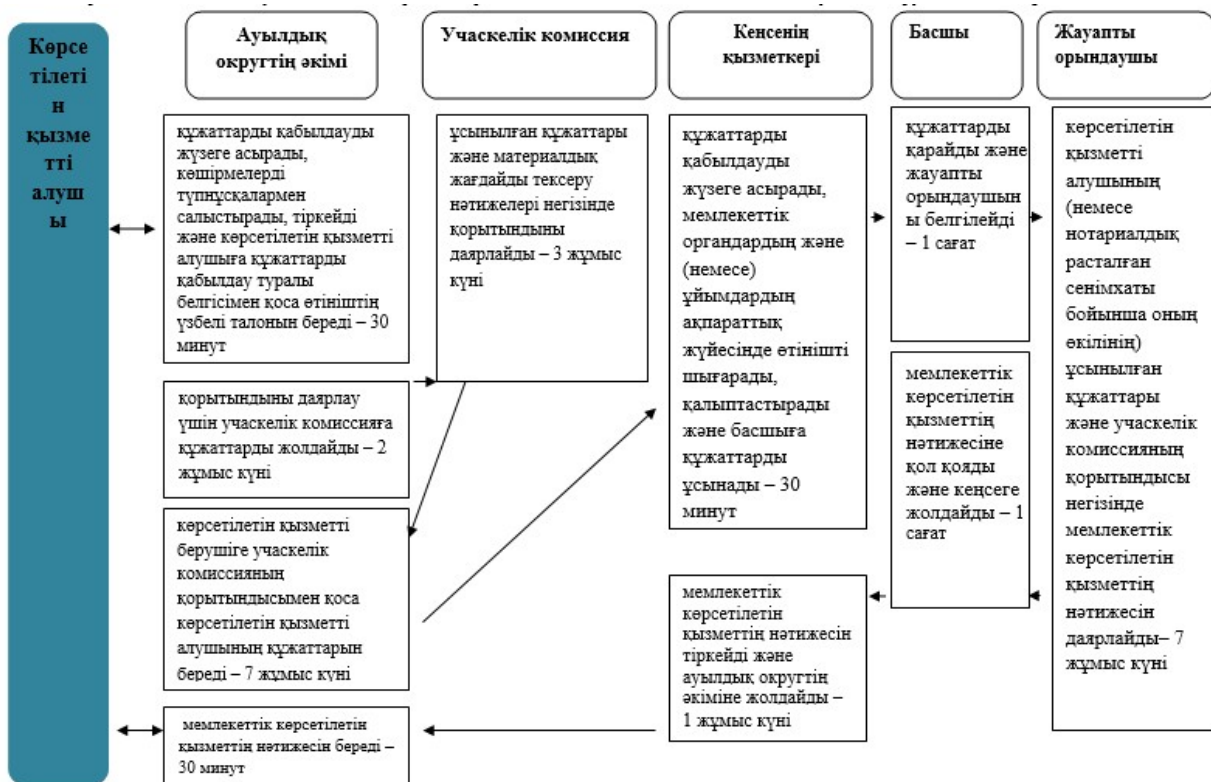 Көрсе
тілеті
н
қызме
тті
алуш
ы
Ауылдық
округтің әкімі
Учаскелік комиссия
Кеңсенің
қызметкері
Басшы
Жауапты
орындаушы
құжаттарды қабылдауды
жүзеге асырады,
көшірмелерді
түпнұсқалармен
салыстырады, тіркейді
және көрсетілетін қызметті
алушыға құжаттарды
қабылдау туралы
белгісімен қоса өтініштің
үзбелі талонын береді – 30
минут
қорытындыны даярлау
үшін учаскелік комиссияға
құжаттарды жолдайды – 2
жұмыс күні
көрсетілетін қызметті
берушіге учаскелік
комиссияның
қорытындысымен қоса
көрсетілетін қызметті
алушының құжаттарын
береді – 7 жұмыс күні
мемлекеттік көрсетілетін
қызметтің нәтижесін береді –
30 минут
ұсынылған құжаттары
және материалдық
жағдайды тексеру
нәтижелері негізінде
қорытындыны
даярлайды – 3 жұмыс
күні
құжаттарды
қабылдауды
жүзеге асырады,
мемлекеттік
органдардың және
(немесе)
ұйымдардың
ақпараттық
жүйесінде өтінішті
шығарады,
қалыптастырады
және басшыға
құжаттарды
ұсынады – 30
минут
мемлекеттік
көрсетілетін
қызметтің нәтижесін
тіркейді және
ауылдық округтің
әкіміне жолдайды –
1 жұмыс күні
құжаттарды
қарайды және
жауапты
орындаушын
ы белгілейді
– 1 сағат
мемлекеттік
көрсетілетін
қызметтің
нәтижесіне
қол қояды
және кеңсеге
жолдайды – 1
сағат
көрсетілетін
қызметті
алушының
(немесе
нотариалдық
расталған
сенімхаты
бойынша оның
өкілінің)
ұсынылған
құжаттары
және учаскелік
комиссияның
қорытындысы
негізінде
мемлекеттік
көрсетілетін
қызметтің
нәтижесін
даярлайды– 7
жұмыс күні